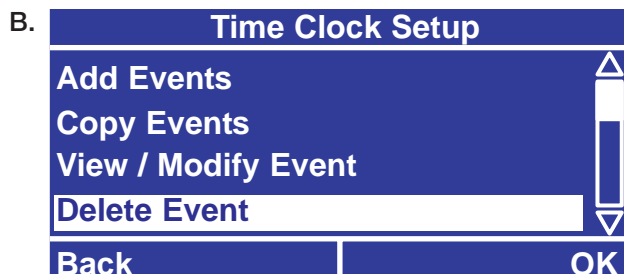 B.
Time Clock Setup
Add Events
Copy Events
View / Modify Event
Delete Event
Back OK